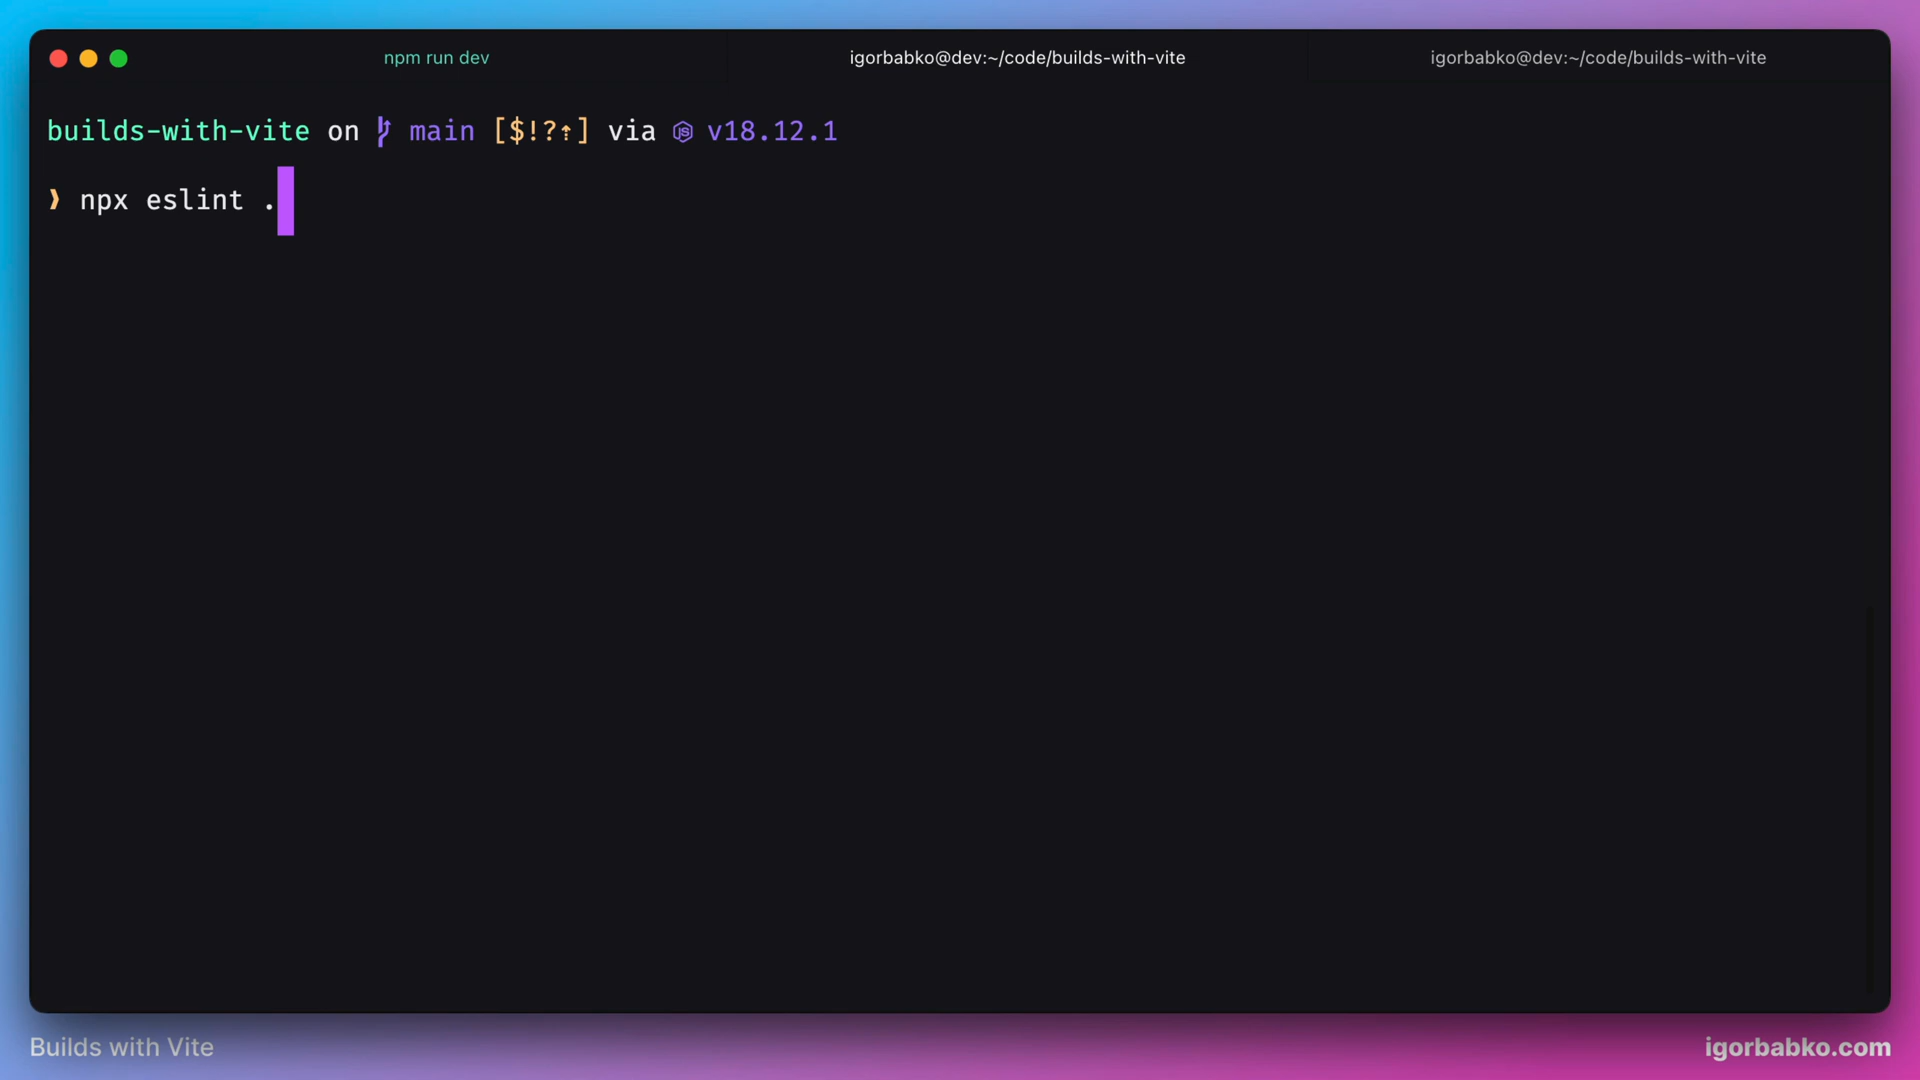 npm run dev
igorbabko@dev:~/code/builds-with-vite
igorbabko@dev:~/code/builds-with-vite
builds-with-vite on main [$!?⇡] via v18.12.1
❯ npx eslint .
Builds with Vite
igorbabko.com